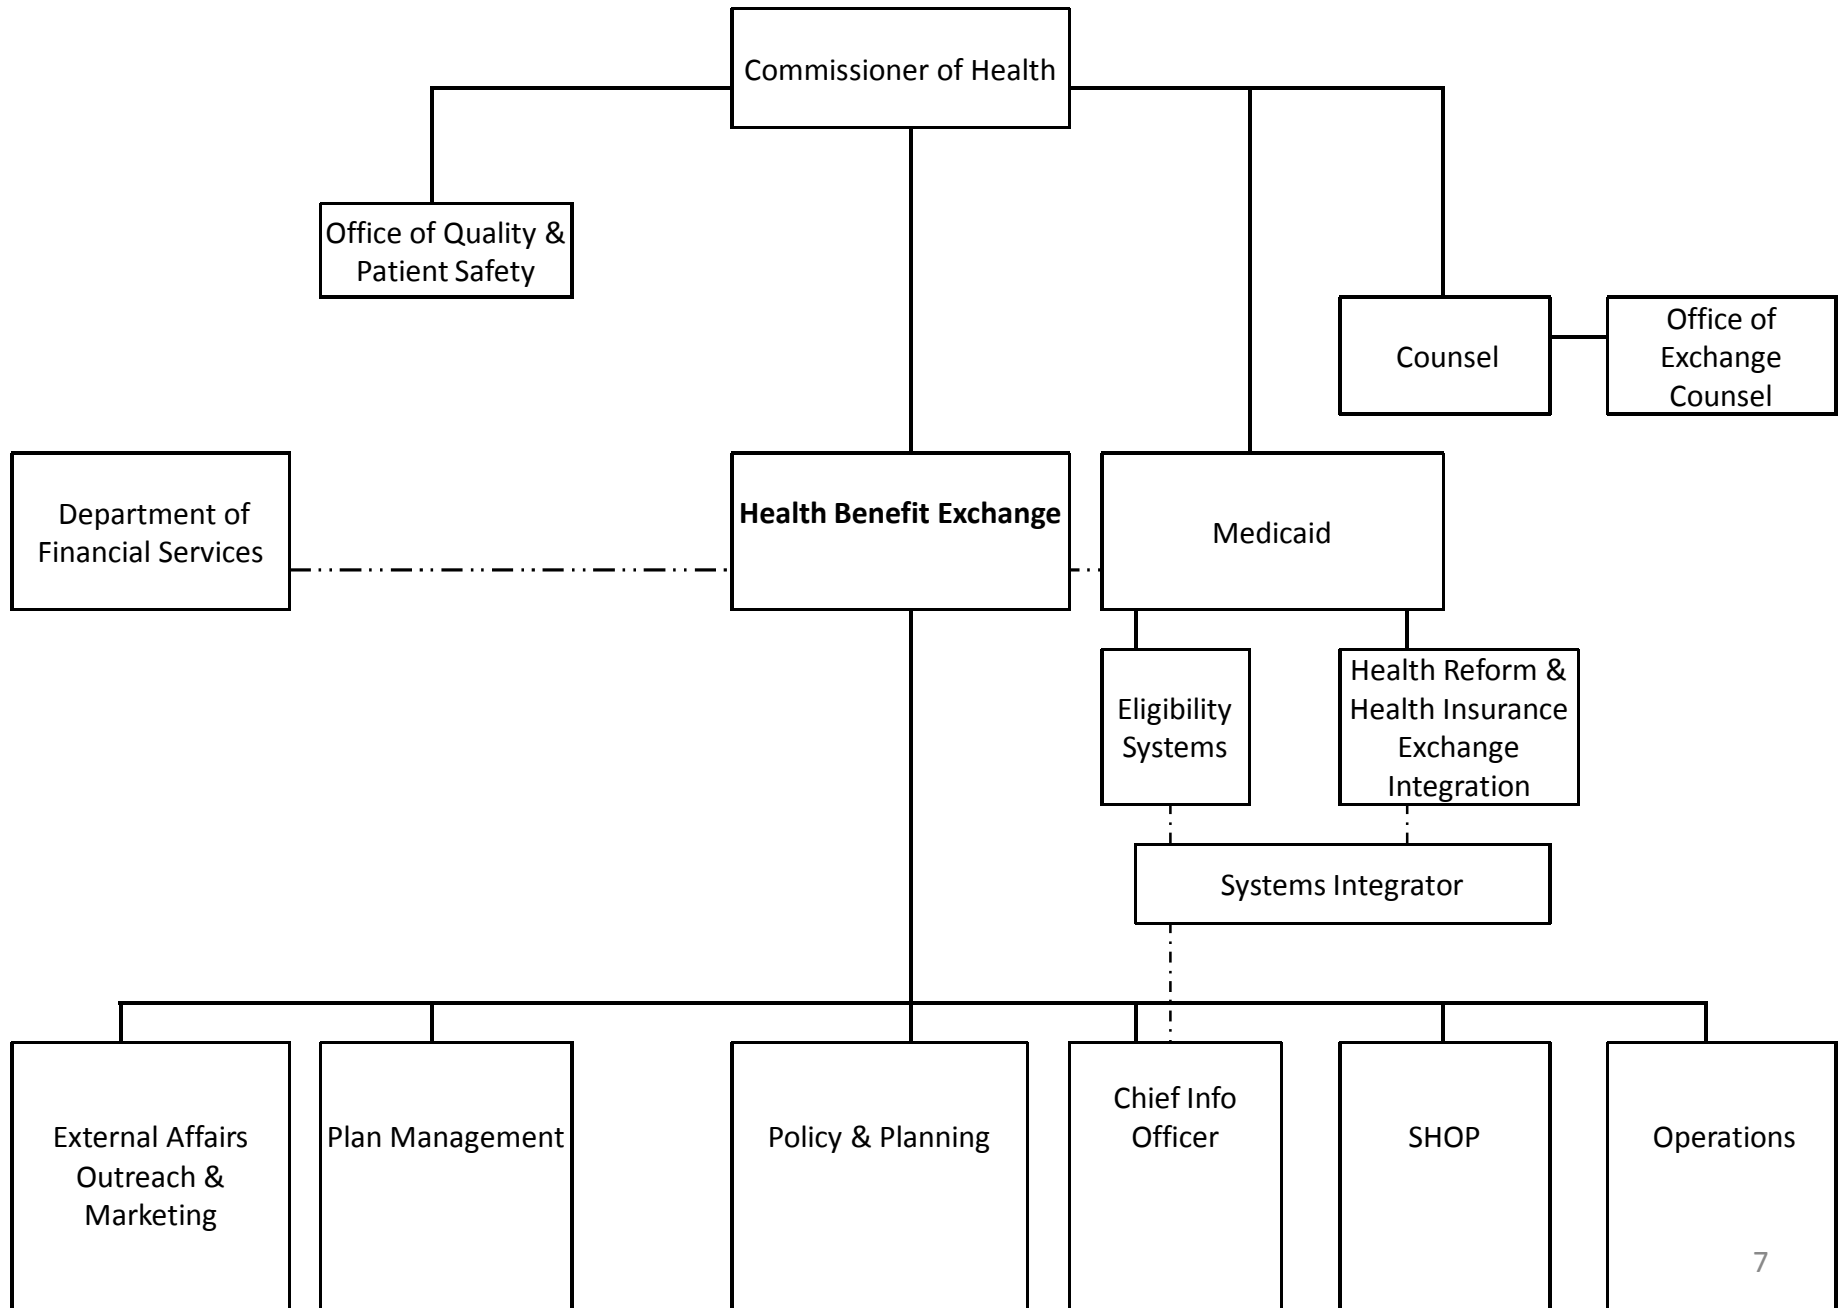 Commissioner of Health
Office of Quality &
Patient Safety
Counsel
Office of
Exchange
Counsel
Department of
Financial Services
Health Benefit Exchange
Medicaid
Eligibility
Systems
Health Reform &
Health Insurance
Exchange
Integration
Systems Integrator
External Affairs
Outreach &
Marketing
Plan Management
Policy & Planning
Chief Info
Officer
SHOP
Operations
7